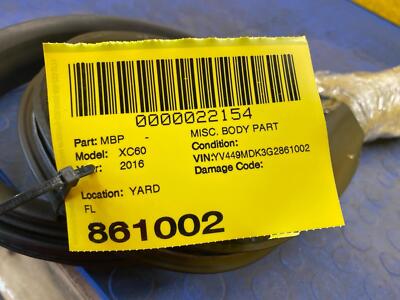 0000022154
Part: MBP - MISC. BODY PART
Model: XC60 Condition:
r: 2016 VIN:YV449MDK3G2861002
Damage Code:
Location: YARD
FL
861002